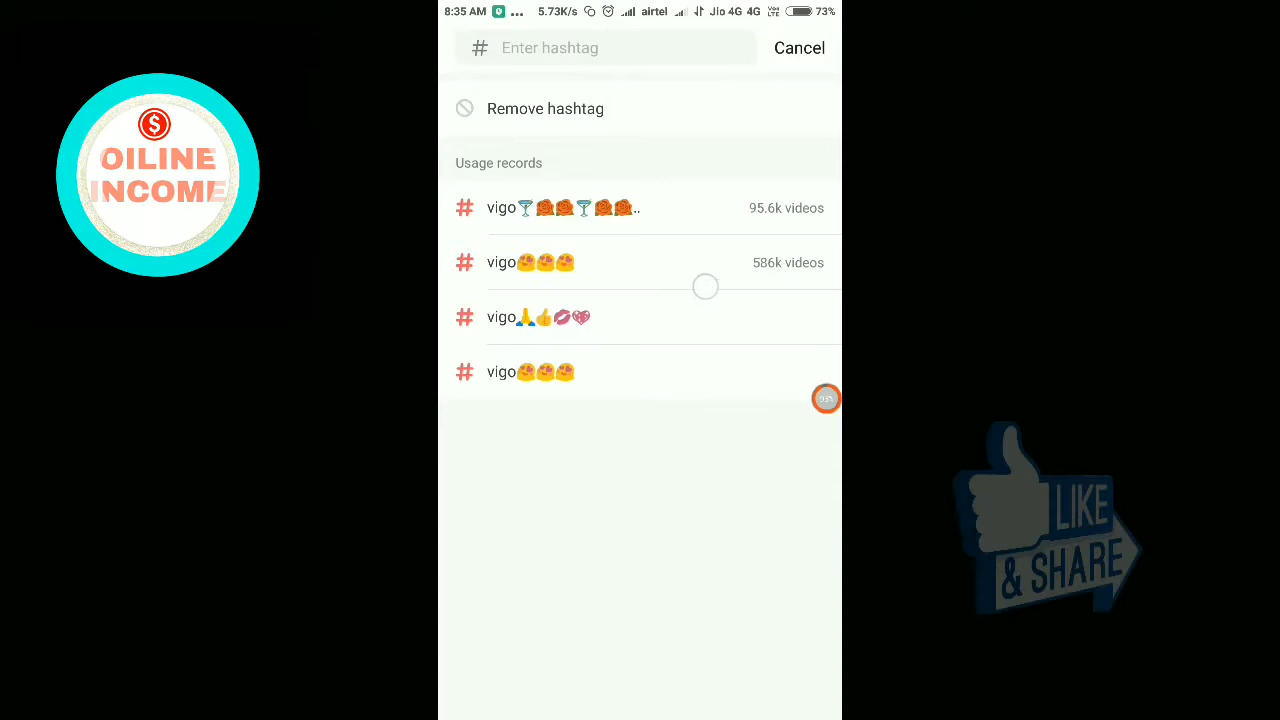 8:35 AM ... 5.73K/s airtel Jio 4G 4G VoLTE 73%
OILINE
INCOME
# Enter hashtag Cancel
Remove hashtag
Usage records
# vigo🍸🌹🌹🍸🌹🌹.. 95.6k videos
# vigo😍😍😍 586k videos
# vigo🙏👍💋💖
# vigo😍😍😍
LIKE
& SHARE